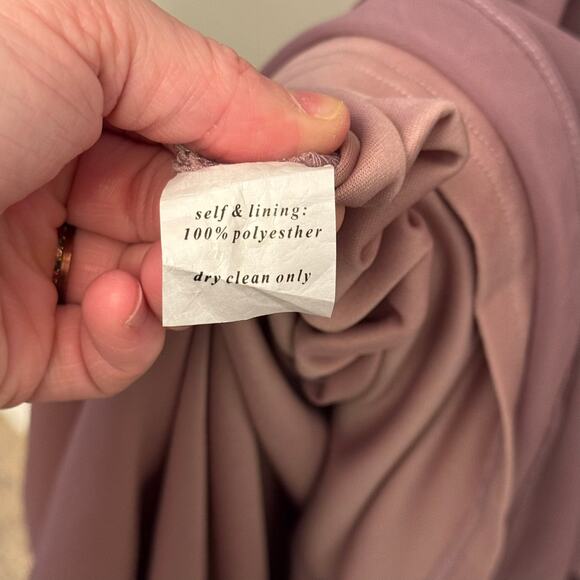 self & lining:
100% polyesther
dry clean only